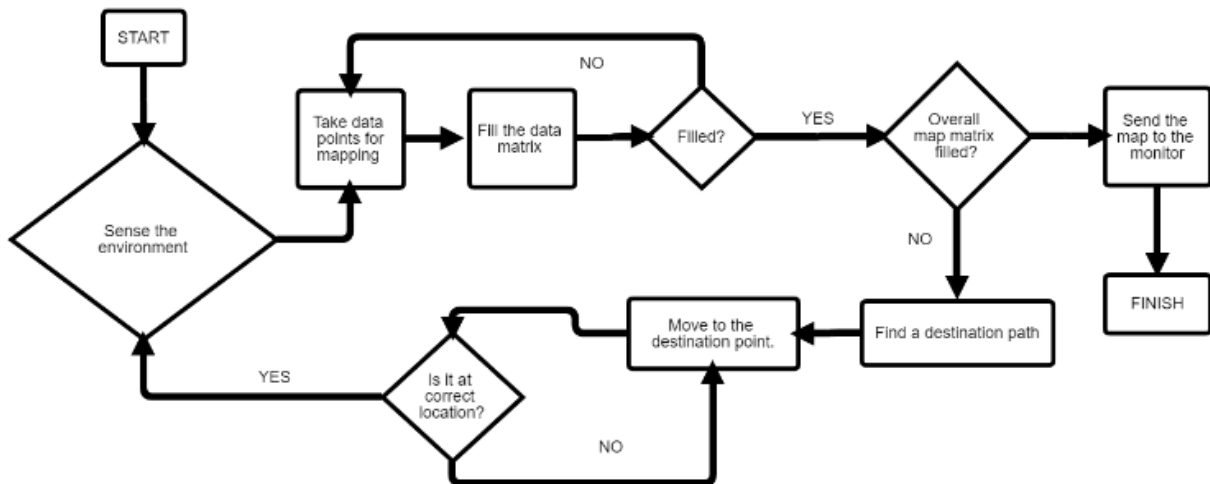 START
NO
Take data
points for
mapping
Fill the data
matrix
Filled?
YES
Overall
map matrix
filled?
Send the
map to the
monitor
Sense the
environment
NO
FINISH
Find a destination path
Move to the
destination point.
Is it at
correct
location?
YES
NO